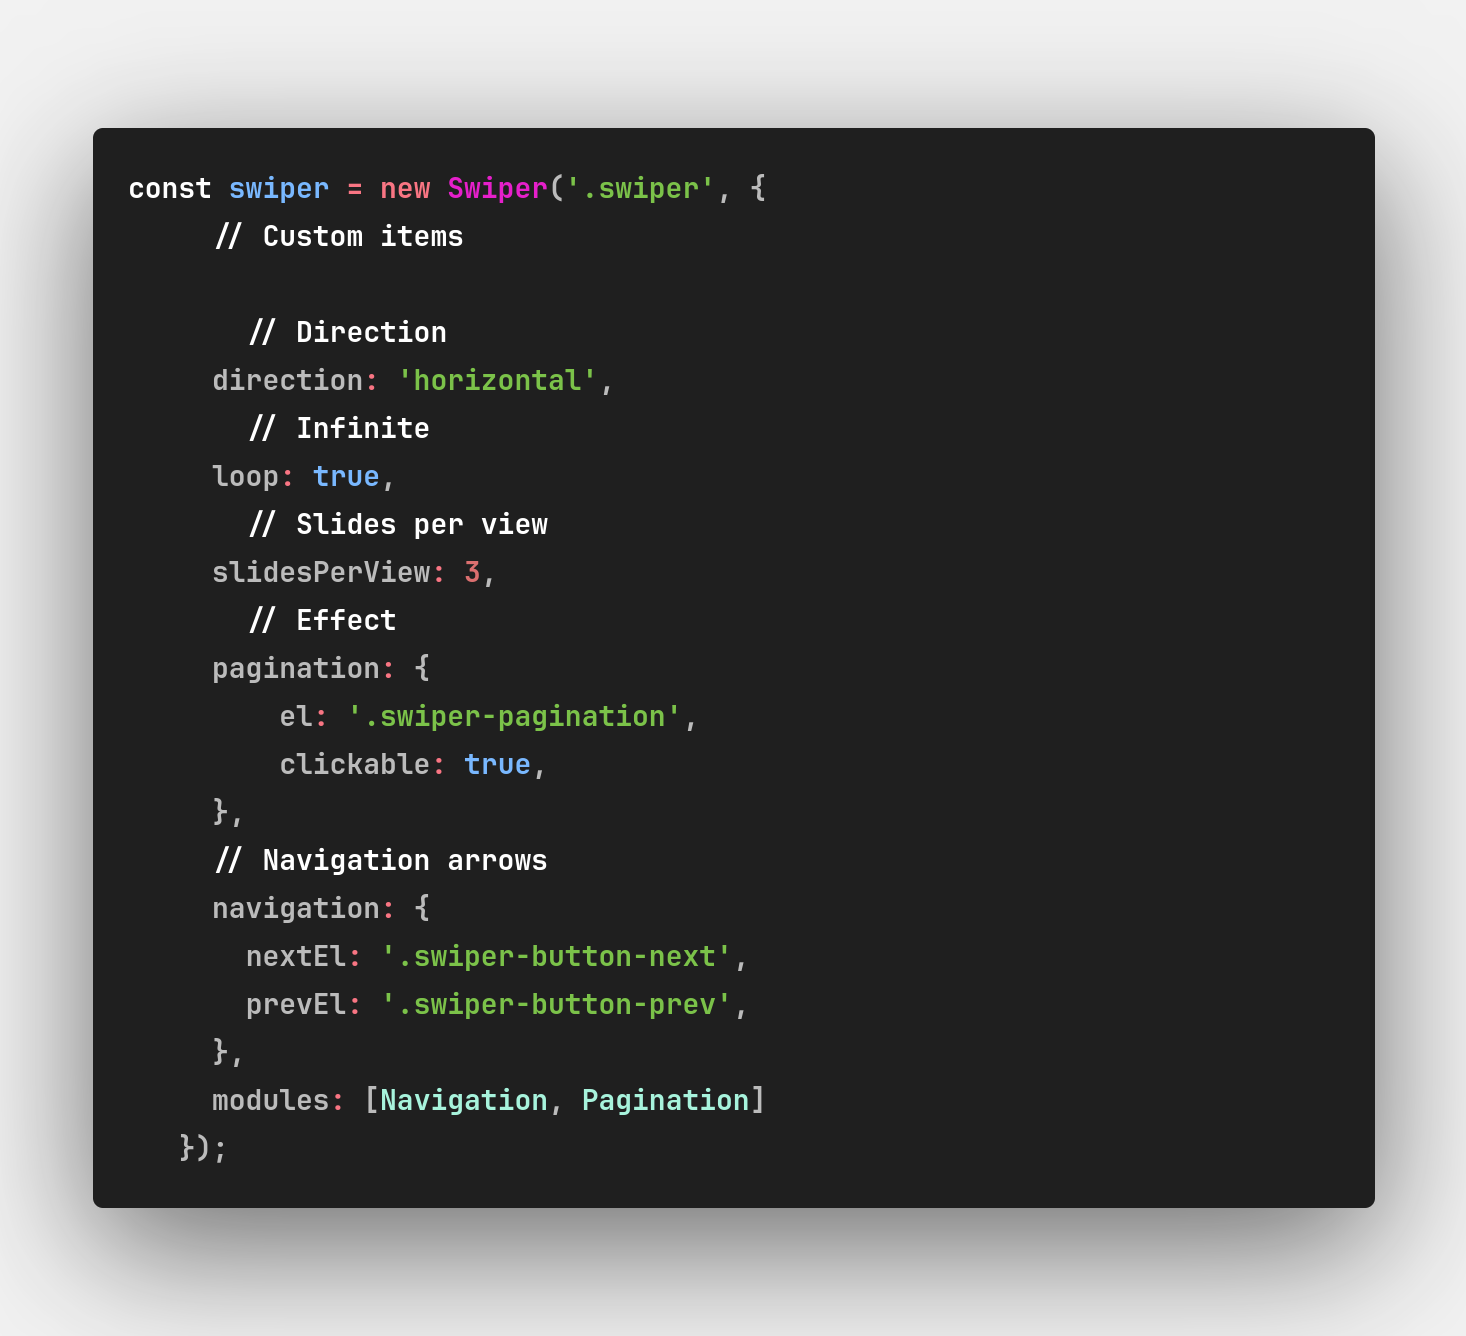 const swiper = new Swiper('.swiper', {
// Custom items
// Direction
direction: 'horizontal',
// Infinite
loop: true,
// Slides per view
slidesPerView: 3,
// Effect
pagination: {
el: '.swiper-pagination',
clickable: true,
},
// Navigation arrows
navigation: {
nextEl: '.swiper-button-next',
prevEl: '.swiper-button-prev',
},
modules: [Navigation, Pagination]
});